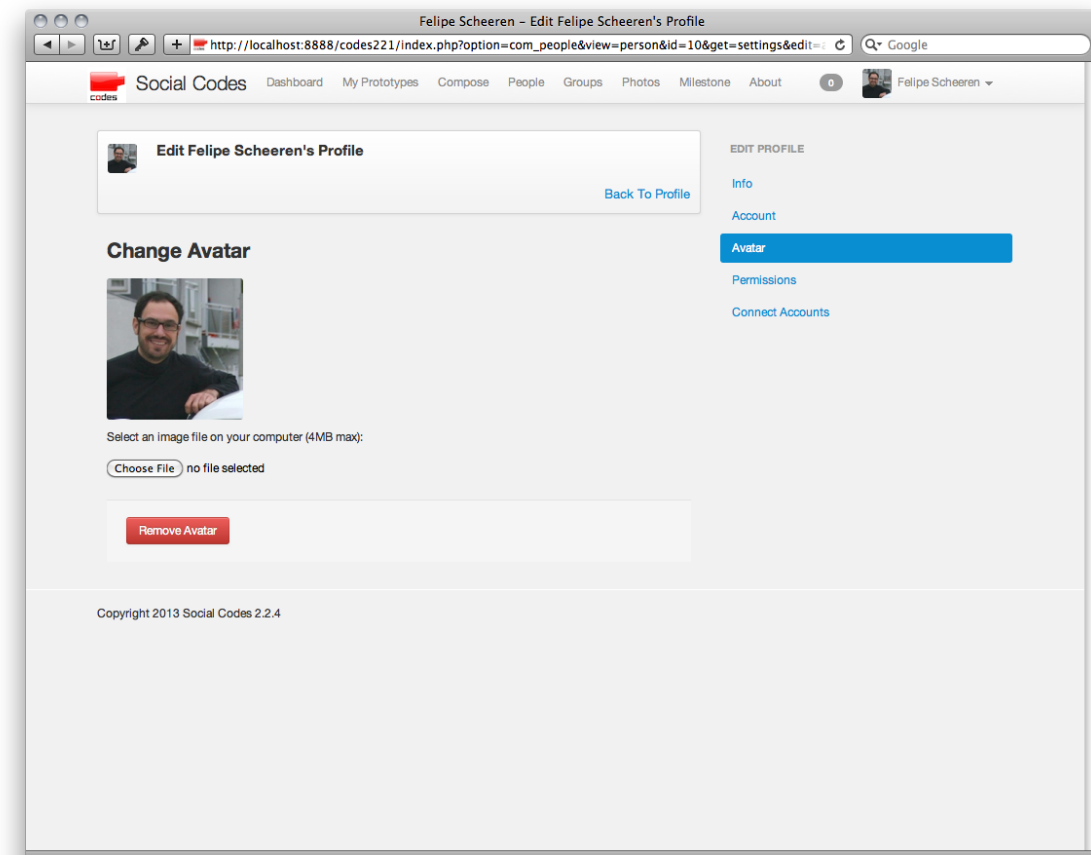 Felipe Scheeren – Edit Felipe Scheeren's Profile
http://localhost:8888/codes221/index.php?option=com_people&view=person&id=10&get=settings&edit=
Google
codes
Social Codes Dashboard My Prototypes Compose People Groups Photos Milestone About 0 Felipe Scheeren
Edit Felipe Scheeren's Profile
Back To Profile
EDIT PROFILE
Info
Account
Avatar
Permissions
Connect Accounts
Change Avatar
Select an image file on your computer (4MB max):
Choose File no file selected
Remove Avatar
Copyright 2013 Social Codes 2.2.4